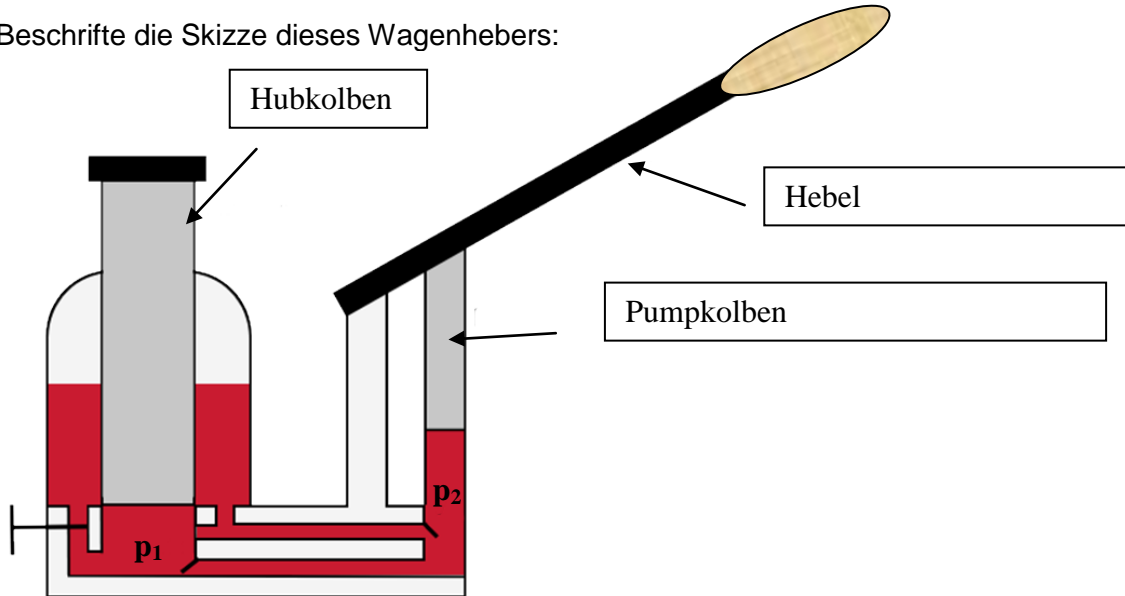 Beschrifte die Skizze dieses Wagenhebers:
Hubkolben
Hebel
Pumpkolben
p₂
p₁